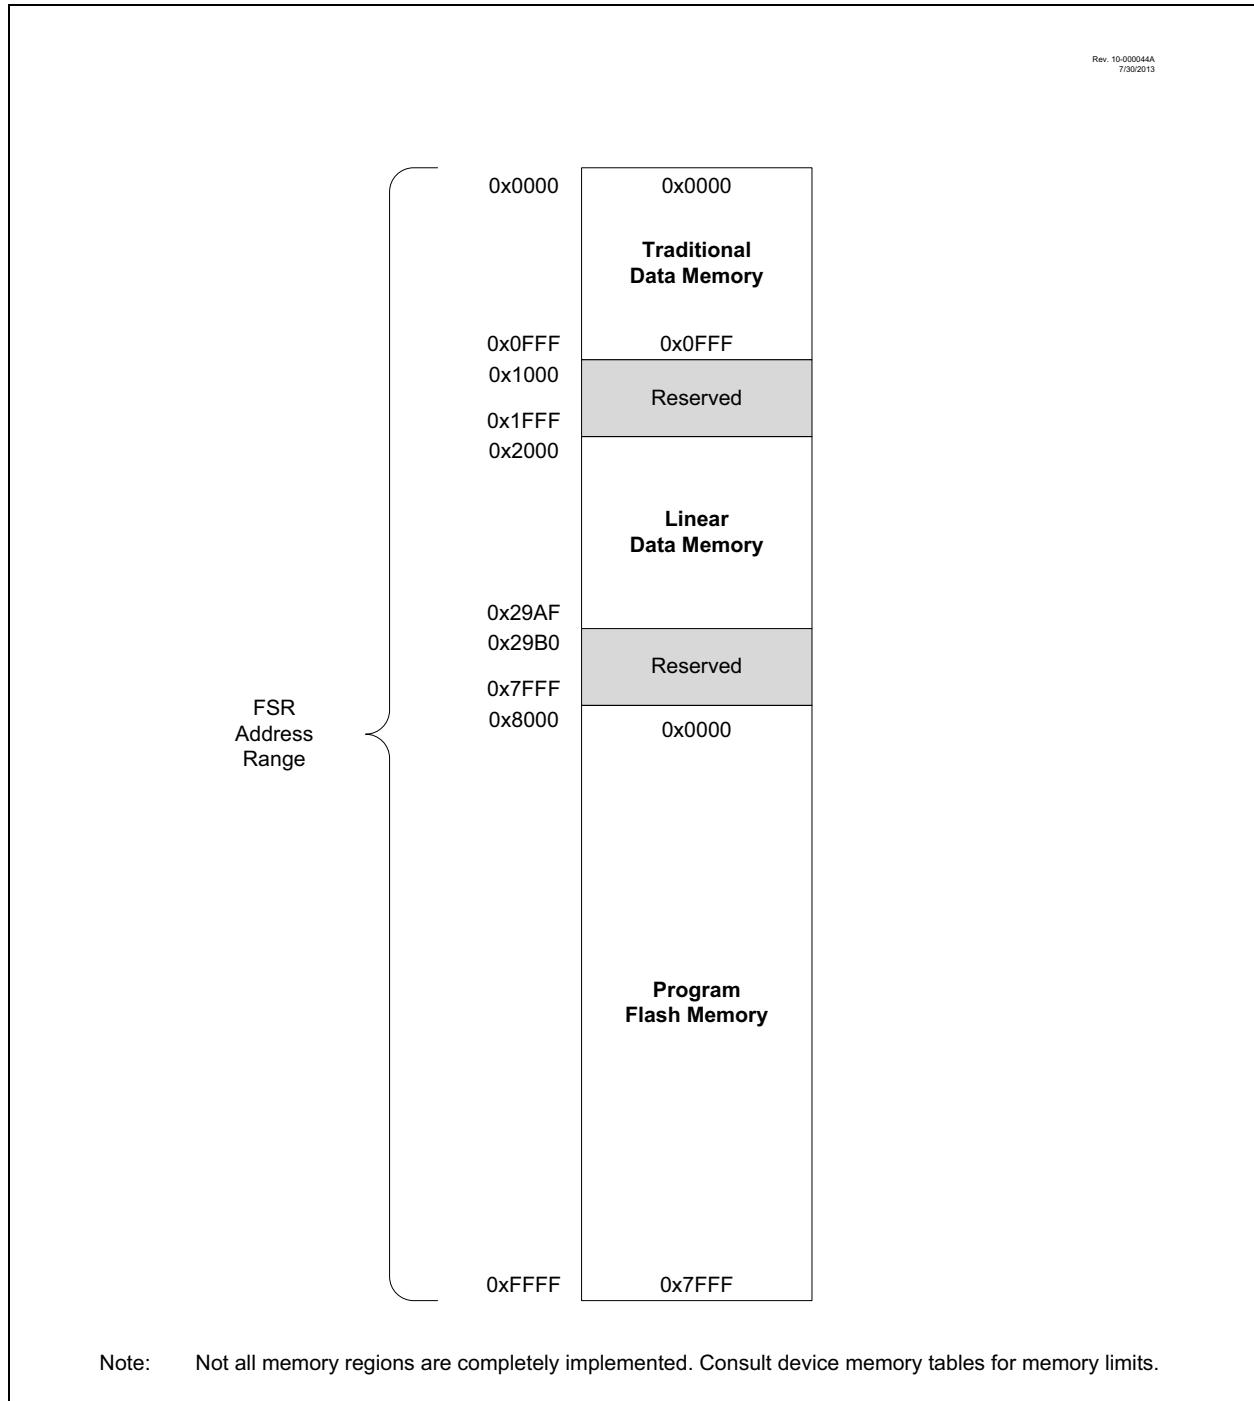 Rev. 10-000044A
7/30/2013
0x0000 0x0000
Traditional
Data Memory
0x0FFF 0x0FFF
0x1000
Reserved
0x1FFF
0x2000
Linear
Data Memory
0x29AF
0x29B0
Reserved
0x7FFF
FSR
Address
Range
0x8000 0x0000
Program
Flash Memory
0xFFFF 0x7FFF
Note: Not all memory regions are completely implemented. Consult device memory tables for memory limits.